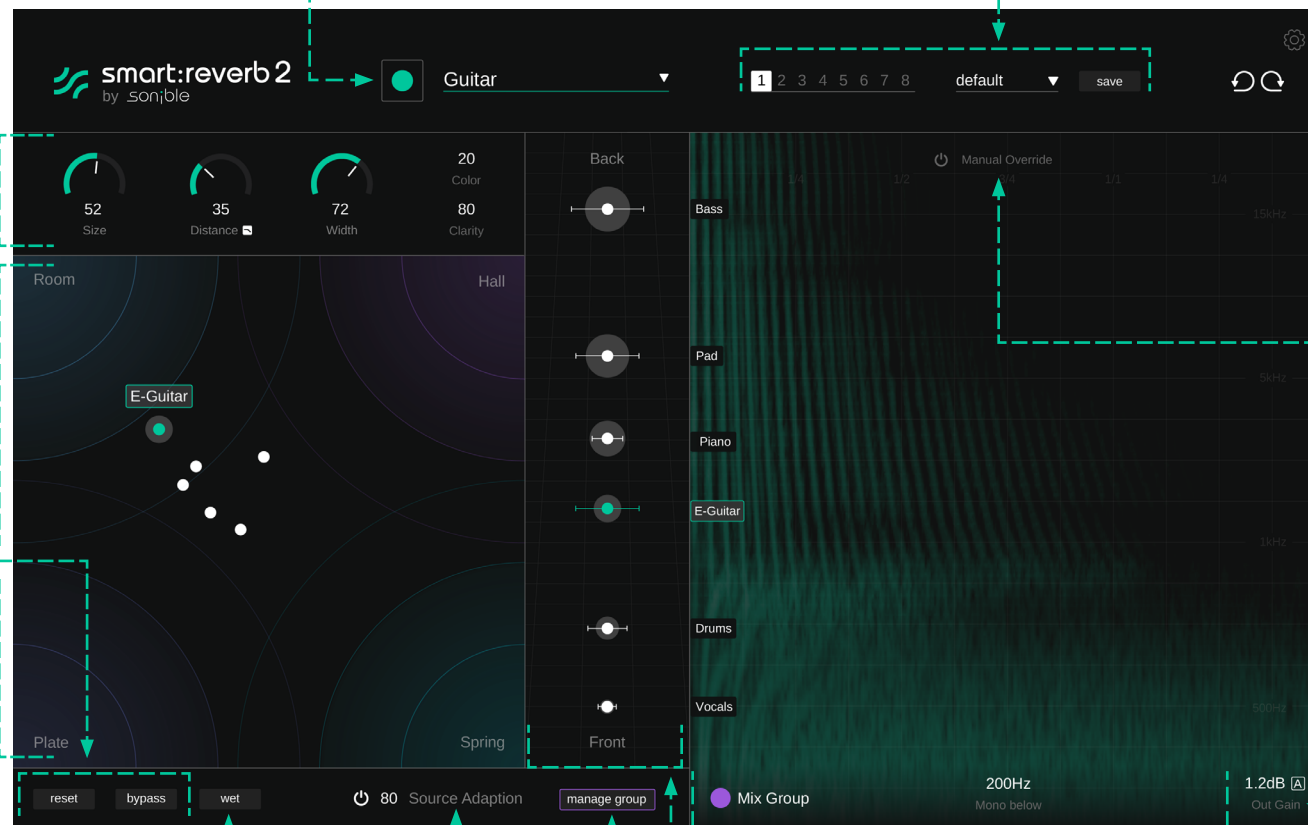 smart:reverb 2
by sonible
Guitar
1 2 3 4 5 6 7 8
default
save
52
Size
35
Distance
72
Width
20
Color
80
Clarity
Back
Manual Override
1/4 1/2 3/4 1/1 1/4
15kHz
5kHz
1kHz
500Hz
Room
Hall
E-Guitar
Plate
Spring
Bass
Pad
Piano
E-Guitar
Drums
Vocals
Front
reset
bypass
wet
80 Source Adaption
manage group
Mix Group
200Hz
Mono below
1.2dB A
Out Gain